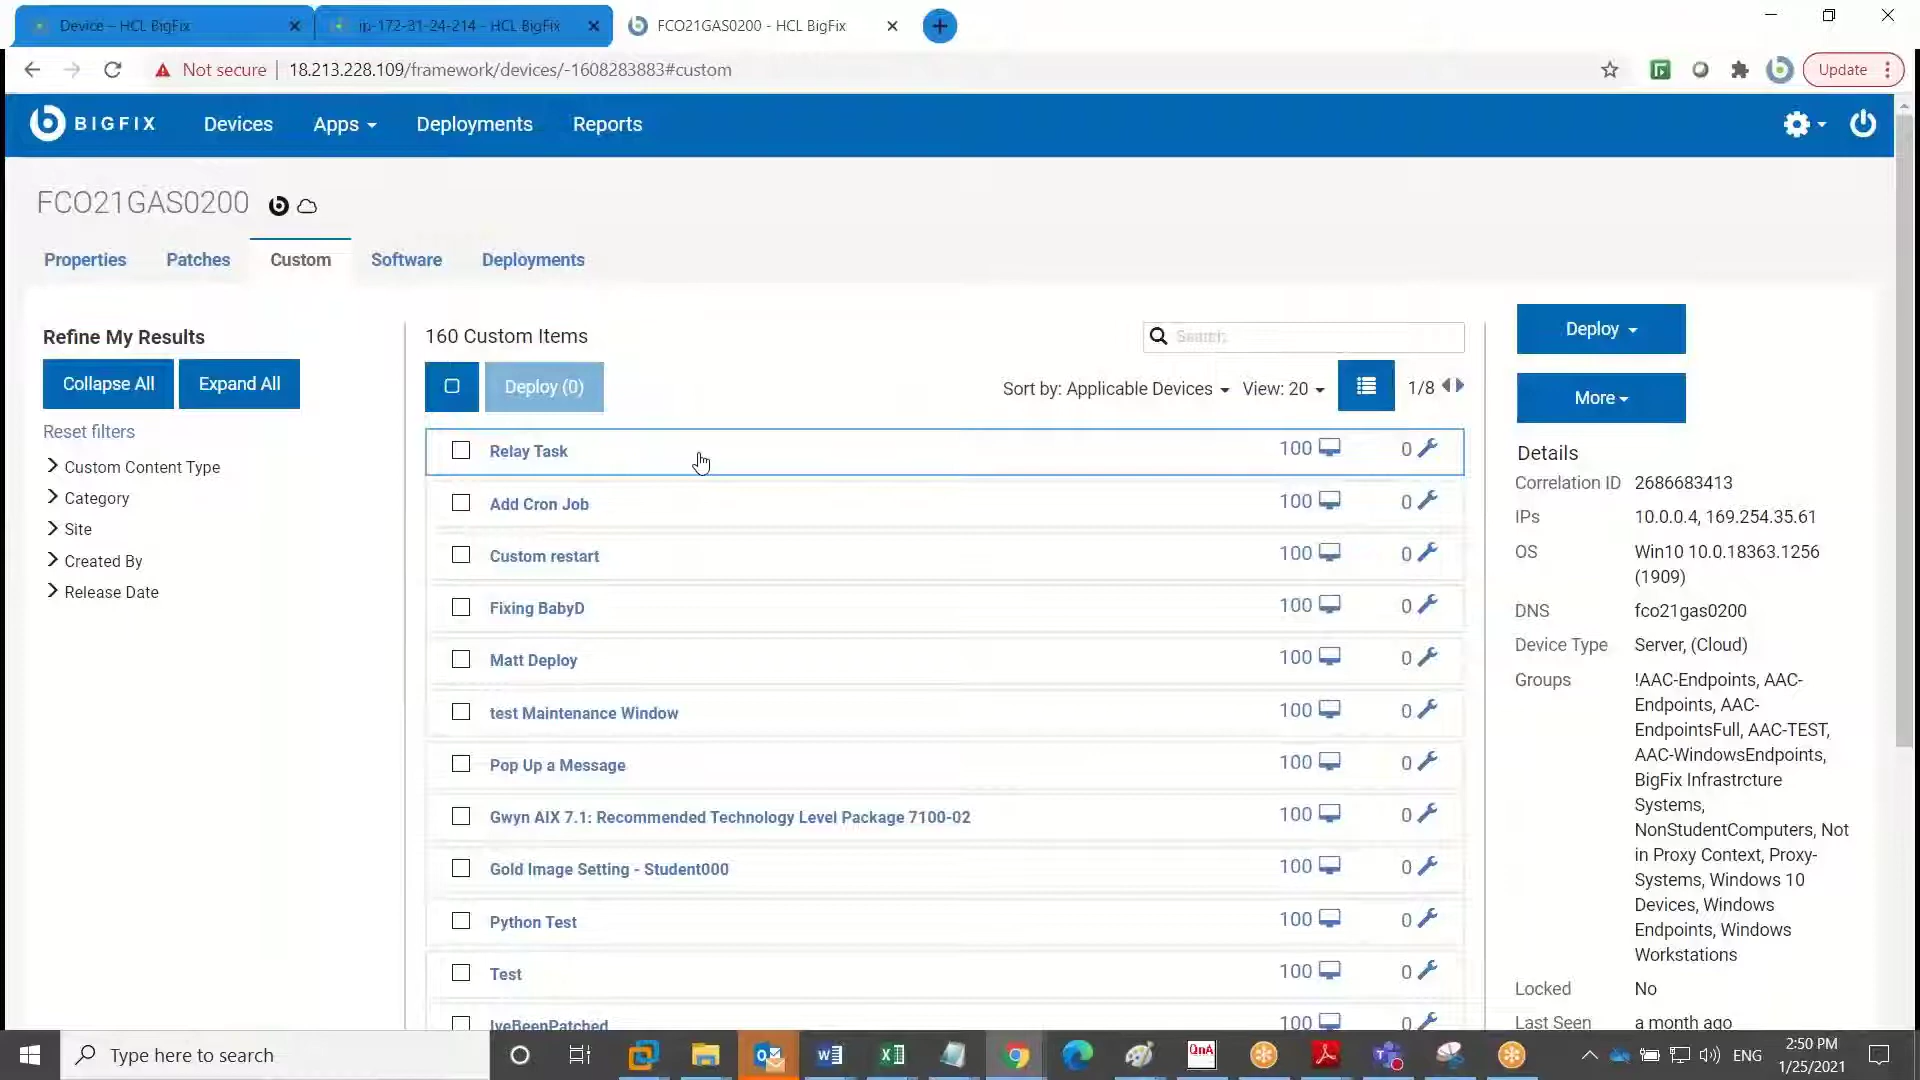 Device – HCL BigFix
ip-172-31-24-214 - HCL BigFix
FCO21GAS0200 - HCL BigFix
Not secure
18.213.228.109/framework/devices/-1608283883#custom
Update
BIGFIX
Devices
Apps
Deployments
Reports
FCO21GAS0200
Properties
Patches
Custom
Software
Deployments
Refine My Results
Collapse All
Expand All
Reset filters
Custom Content Type
Category
Site
Created By
Release Date
160 Custom Items
Search
Deploy (0)
Sort by: Applicable Devices
View: 20
1/8
Relay Task 100 0
Add Cron Job 100 0
Custom restart 100 0
Fixing BabyD 100 0
Matt Deploy 100 0
test Maintenance Window 100 0
Pop Up a Message 100 0
Gwyn AIX 7.1: Recommended Technology Level Package 7100-02 100 0
Gold Image Setting - Student000 100 0
Python Test 100 0
Test 100 0
IveBeenPatched 100 0
Deploy
More
Details
Correlation ID 2686683413
IPs 10.0.0.4, 169.254.35.61
OS Win10 10.0.18363.1256
(1909)
DNS fco21gas0200
Device Type Server, (Cloud)
Groups !AAC-Endpoints, AAC-
Endpoints, AAC-
EndpointsFull, AAC-TEST,
AAC-WindowsEndpoints,
BigFix Infrastrcture
Systems,
NonStudentComputers, Not
in Proxy Context, Proxy-
Systems, Windows 10
Devices, Windows
Endpoints, Windows
Workstations
Locked No
Last Seen a month ago
Type here to search
QnA
ENG
2:50 PM
1/25/2021